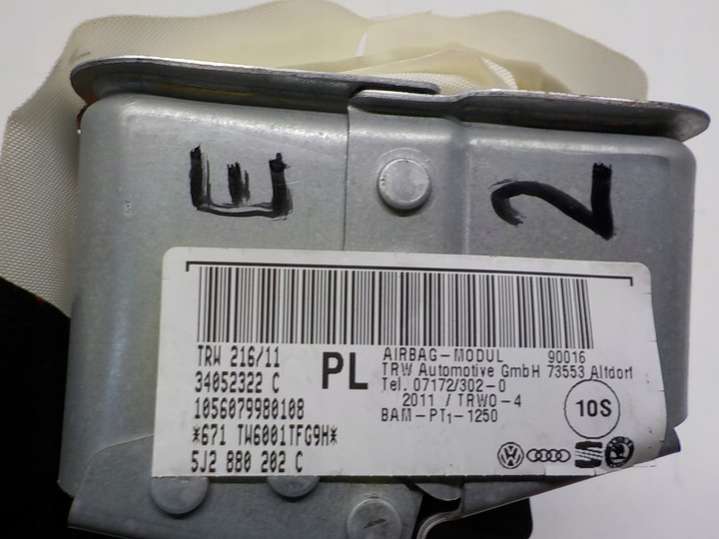 E 2
TRW 216/11
34052322 C
1056079980108
*671 TW6001TFG9H*
5J2 880 202 C
PL
AIRBAG-MODUL 90016
TRW Automotive GmbH 73553 Alfdorf
Tel. 07172/302-0
2011 / TRWO-4
BAM-PT1-1250
10S